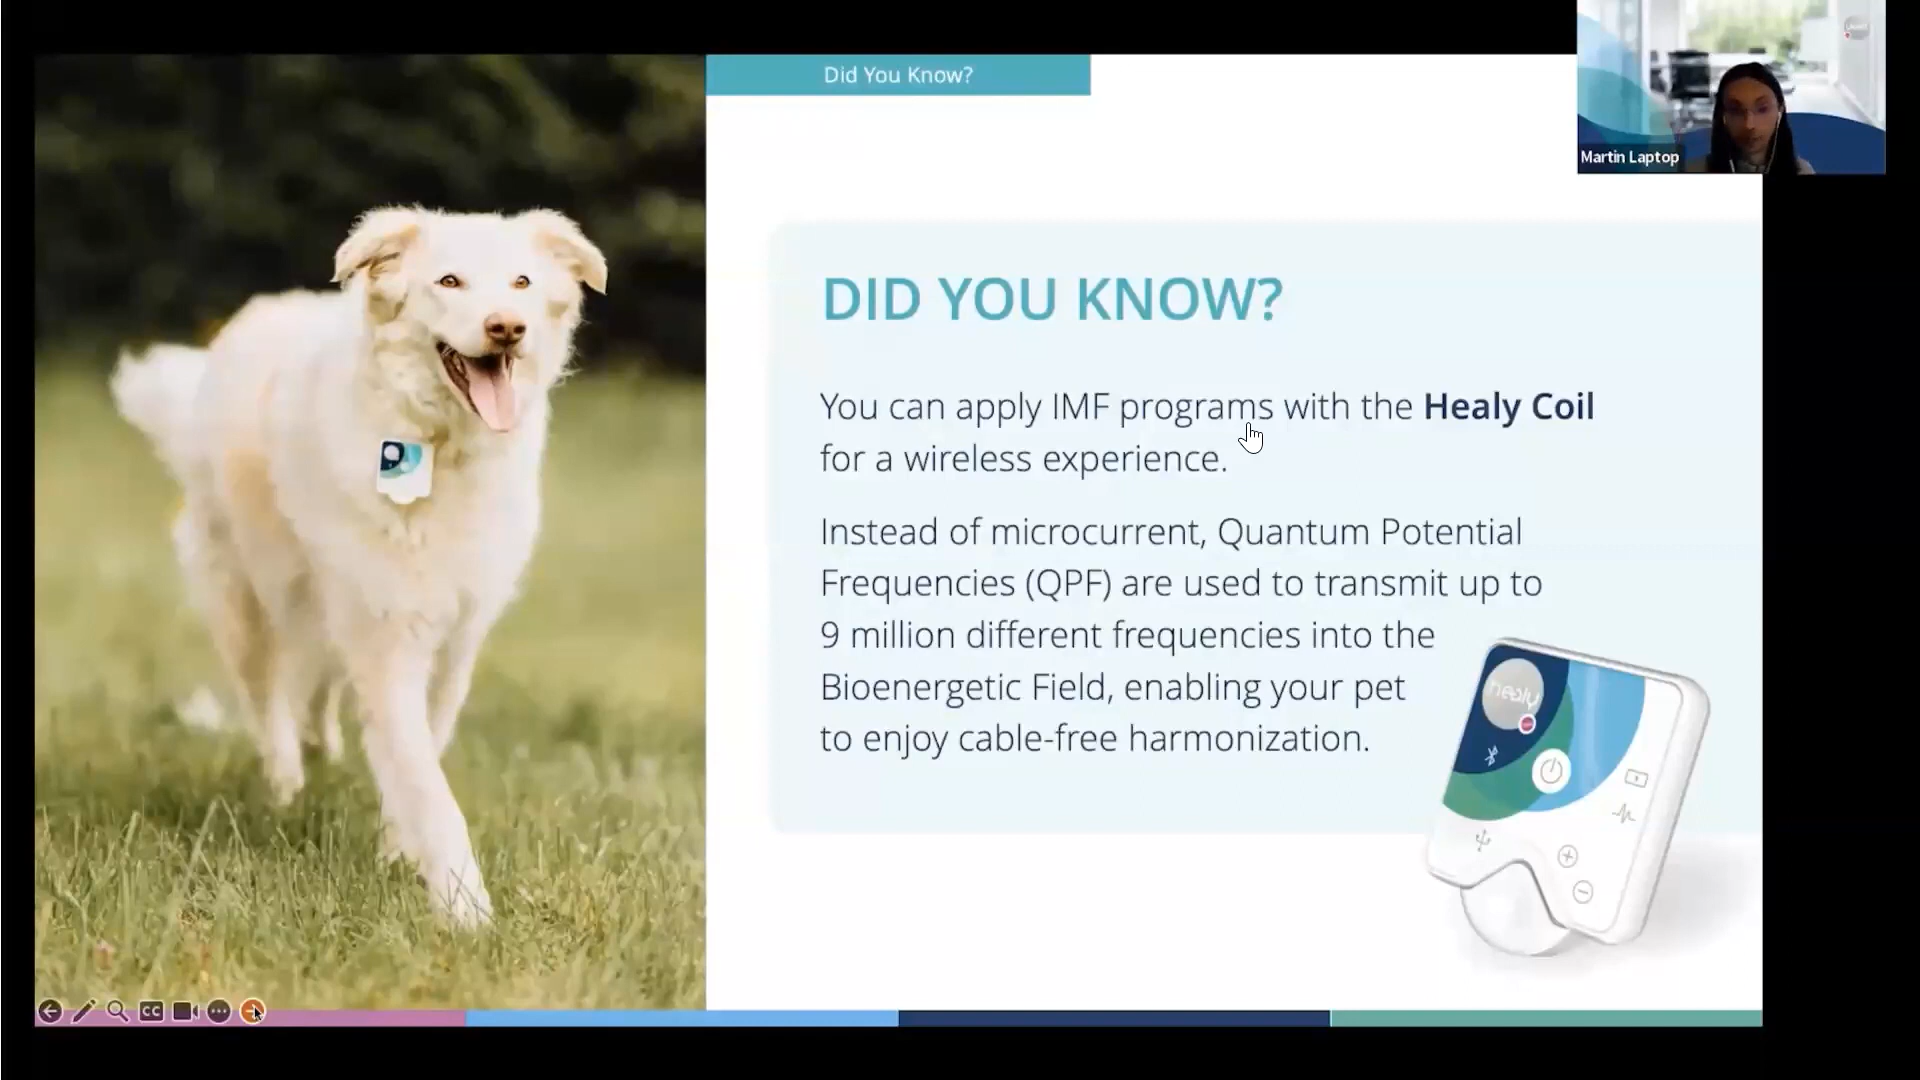 Did You Know?
Martin Laptop
DID YOU KNOW?
You can apply IMF programs with the Healy Coil
for a wireless experience.
Instead of microcurrent, Quantum Potential
Frequencies (QPF) are used to transmit up to
9 million different frequencies into the
Bioenergetic Field, enabling your pet
to enjoy cable-free harmonization.
healy
CC